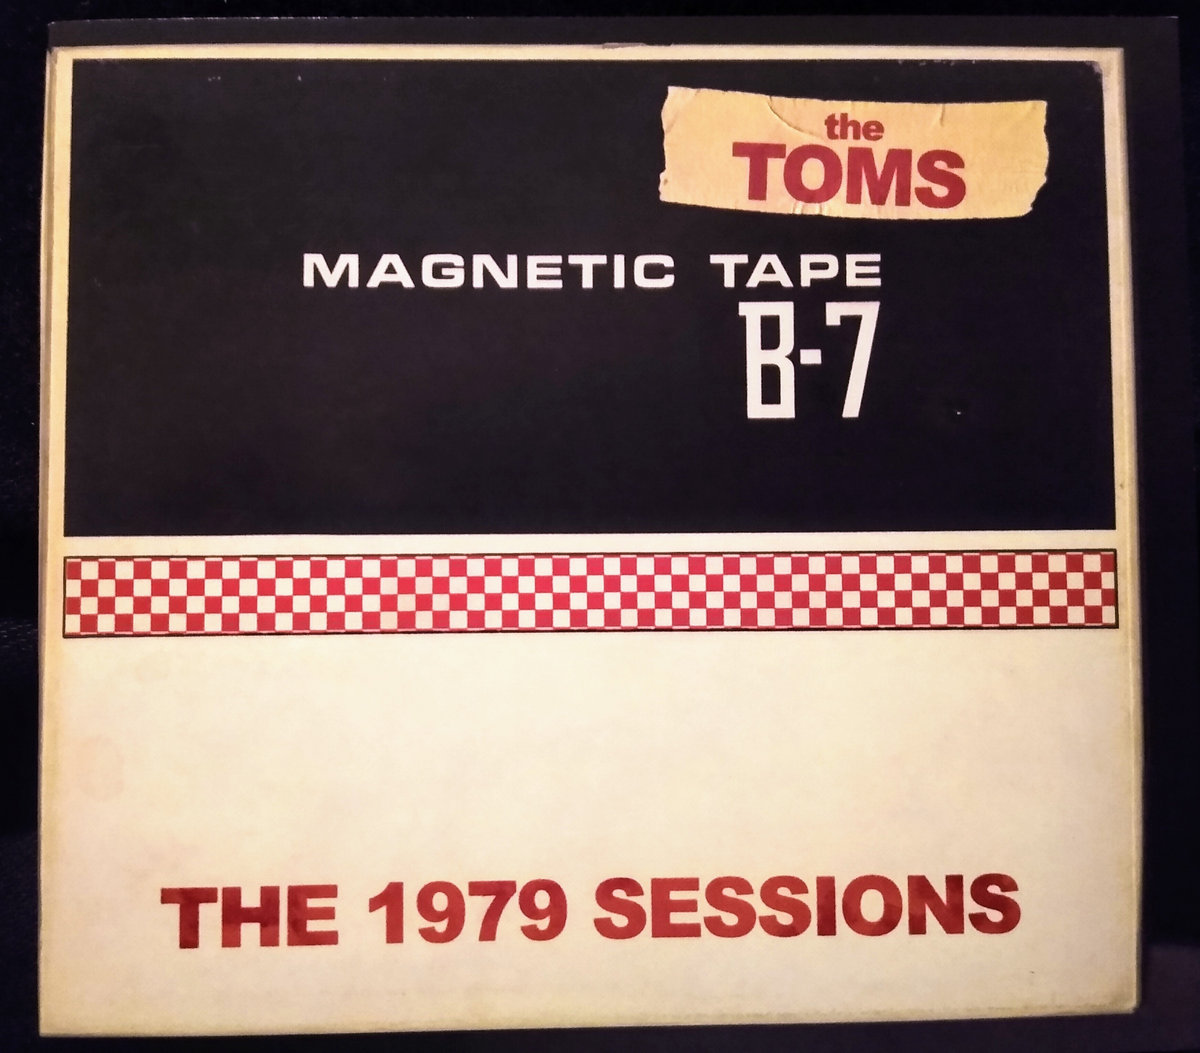 the
TOMS
MAGNETIC TAPE
B-7
THE 1979 SESSIONS